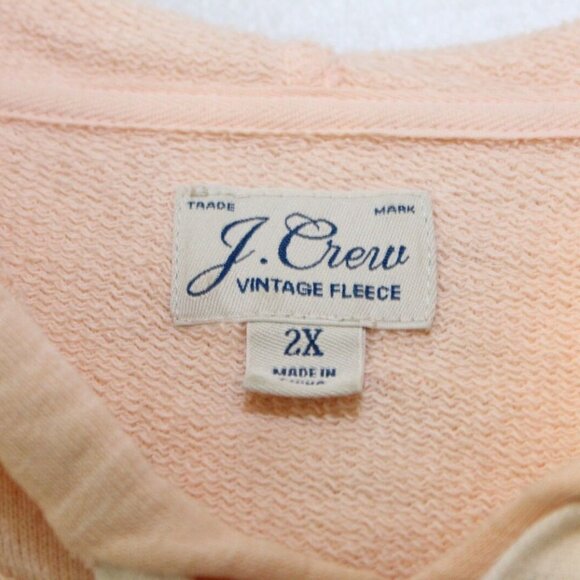 TRADE MARK
J.Crew
VINTAGE FLEECE
2X
MADE IN